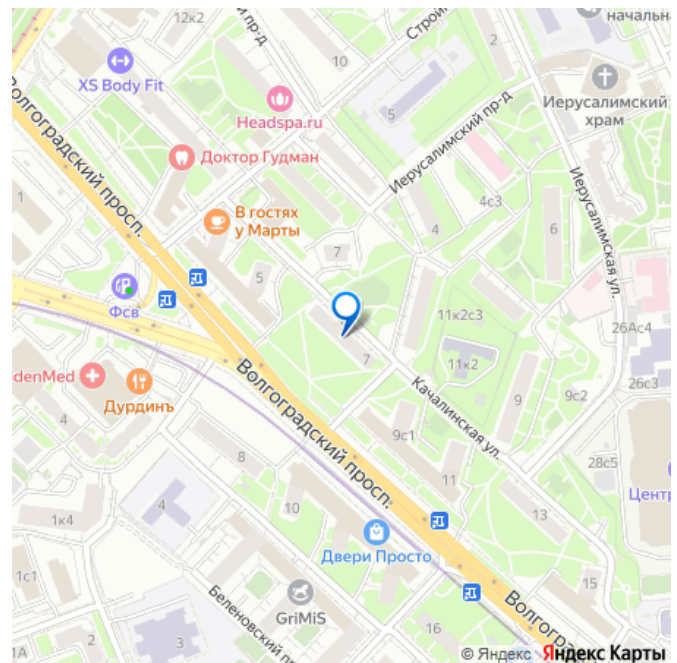 12к2
Строй
начальна
2
й пр-д
10
XS Body Fit
5
Иерусалимский
храм
Headspa.ru
Волгоградский просп.
Доктор Гудман
Иерусалимский пр-д
Иерусалимская ул.
4с3
1
В гостях
у Марты
4
6
7
5
Фсв
11к2с3
26Ас4
7
11к2
denMed
26с3
Дурдинъ
Качалинская ул.
9
9с2
4
Волгоградский просп.
9с1
8
28с5
11
Центр
4
10
13
1к4
Двери Просто
1с1
Беленовский пр
GriMiS
15
Волгогра
16
1А
2
3
© Яндекс Яндекс Карты